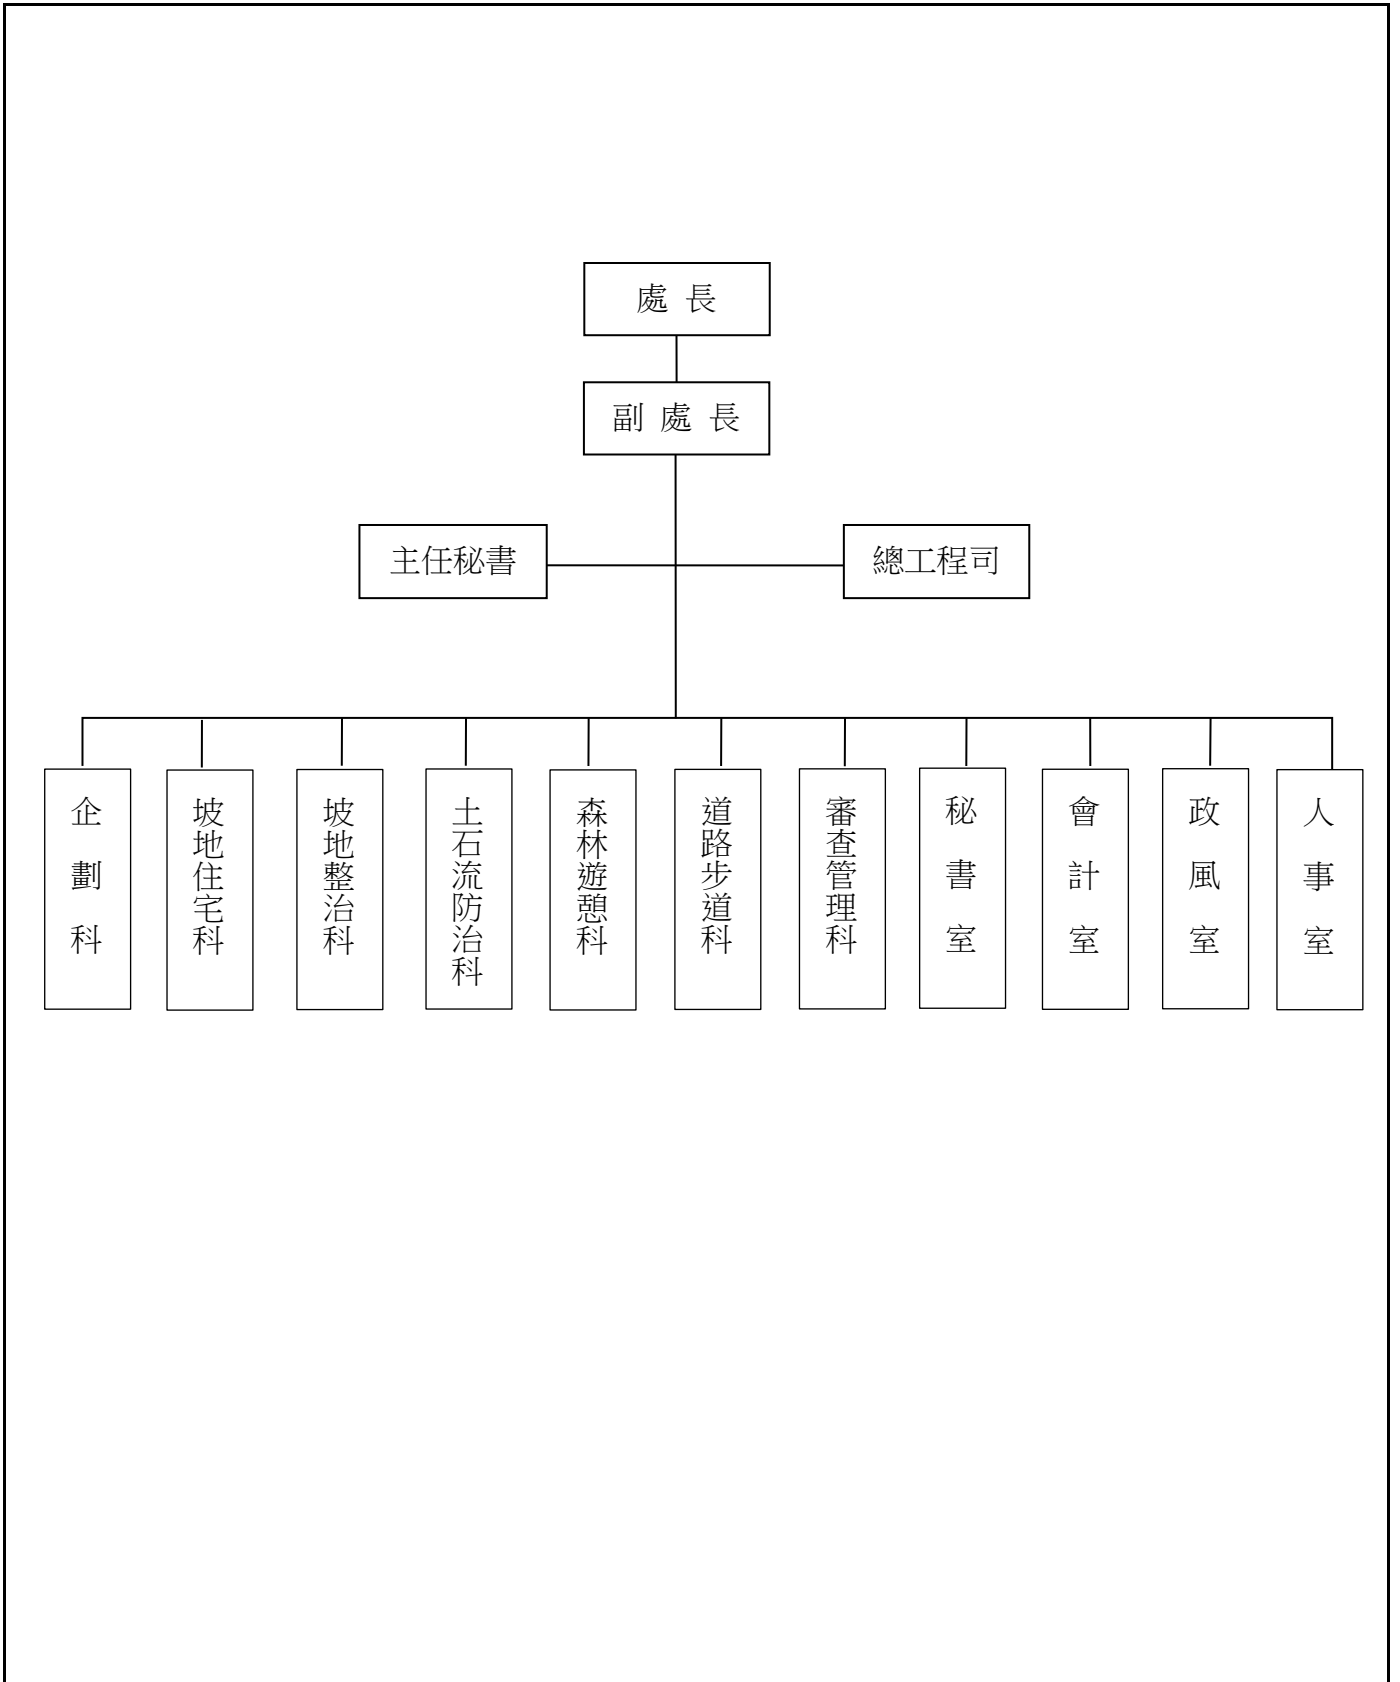 處 長
副 處 長
主任秘書
總工程司
企劃科
坡地住宅科
坡地整治科
土石流防治科
森林遊憩科
道路步道科
審查管理科
秘書室
會計室
政風室
人事室